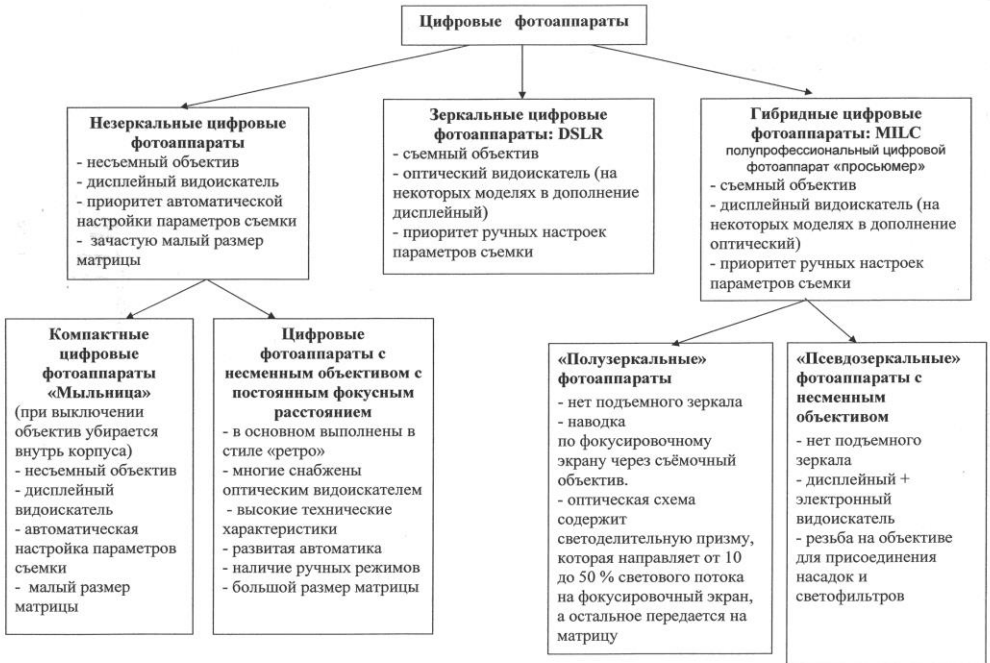 Цифровые фотоаппараты
Незеркальные цифровые
фотоаппараты
- несъемный объектив
- дисплейный видоискатель
- приоритет автоматической
настройки параметров съемки
- зачастую малый размер
матрицы
Зеркальные цифровые
фотоаппараты: DSLR
- съемный объектив
- оптический видоискатель (на
некоторых моделях в дополнение
дисплейный)
- приоритет ручных настроек
параметров съемки
Гибридные цифровые
фотоаппараты: MILC
полупрофессиональный цифровой
фотоаппарат «просьюмер»
- съемный объектив
- дисплейный видоискатель (на
некоторых моделях в дополнение
оптический)
- приоритет ручных настроек
параметров съемки
Компактные
цифровые
фотоаппараты
«Мыльница»
(при выключении
объектив убирается
внутрь корпуса)
- несъемный объектив
- дисплейный
видоискатель
- автоматическая
настройка параметров
съемки
- малый размер
матрицы
Цифровые
фотоаппараты с
несменным объективом с
постоянным фокусным
расстоянием
- в основном выполнены в
стиле «ретро»
- многие снабжены
оптическим видоискателем
- высокие технические
характеристики
- развитая автоматика
- наличие ручных режимов
- большой размер матрицы
«Полузеркальные»
фотоаппараты
- нет подъемного зеркала
- наводка
по фокусировочному
экрану через съёмочный
объектив.
- оптическая схема
содержит
светоделительную призму,
которая направляет от 10
до 50 % светового потока
на фокусировочный экран,
а остальное передается на
матрицу
«Псевдозеркальные»
фотоаппараты с
несменным
объективом
- нет подъемного
зеркала
- дисплейный +
электронный
видоискатель
- резьба на объективе
для присоединения
насадок и
светофильтров